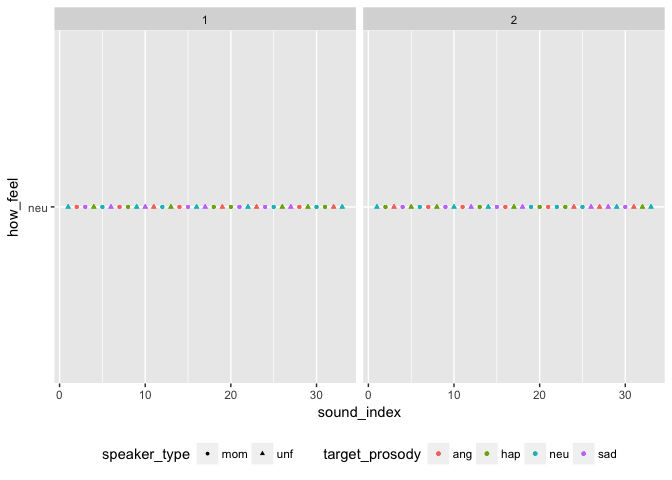 1 2
how_feel
neu
0 10 20 30 0 10 20 30
sound_index
speaker_type mom unf target_prosody ang hap neu sad